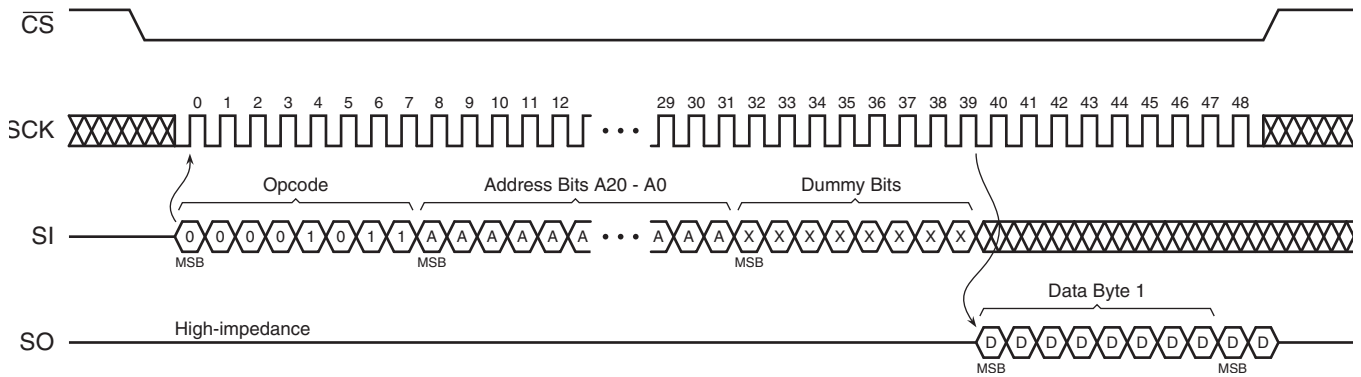 CS
0 1 2 3 4 5 6 7 8 9 10 11 12 29 30 31 32 33 34 35 36 37 38 39 40 41 42 43 44 45 46 47 48
SCK
Opcode Address Bits A20 - A0 Dummy Bits
SI 0 0 0 0 1 0 1 1 A A A A A A A A A X X X X X X X X
MSB MSB MSB
Data Byte 1
High-impedance
SO D D D D D D D D D D
MSB MSB